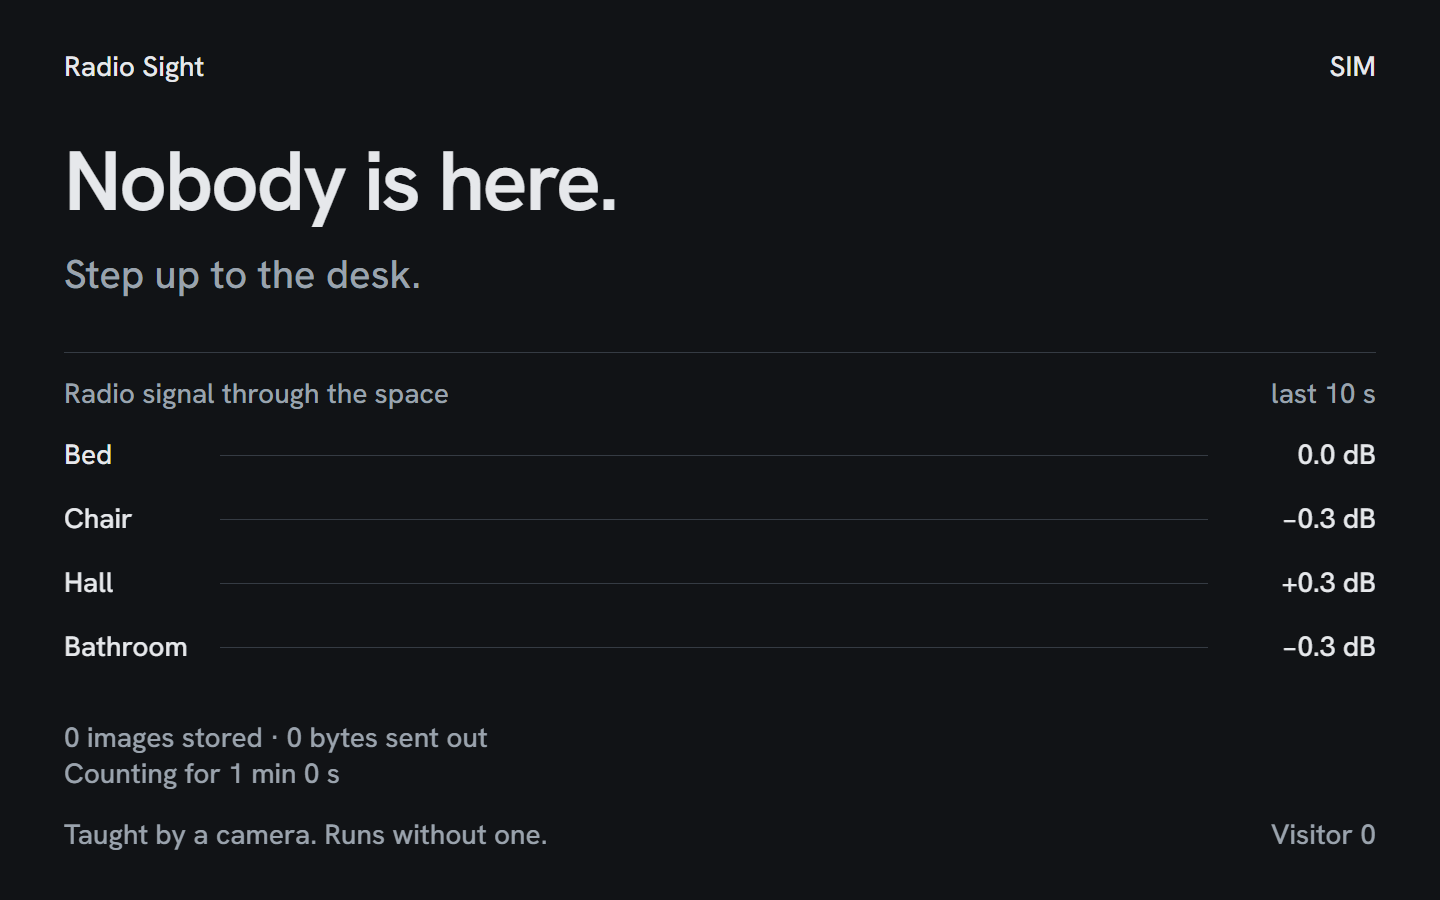 Radio Sight SIM
Nobody is here.
Step up to the desk.
Radio signal through the space last 10 s
Bed 0.0 dB
Chair −0.3 dB
Hall +0.3 dB
Bathroom −0.3 dB
0 images stored · 0 bytes sent out
Counting for 1 min 0 s
Taught by a camera. Runs without one. Visitor 0